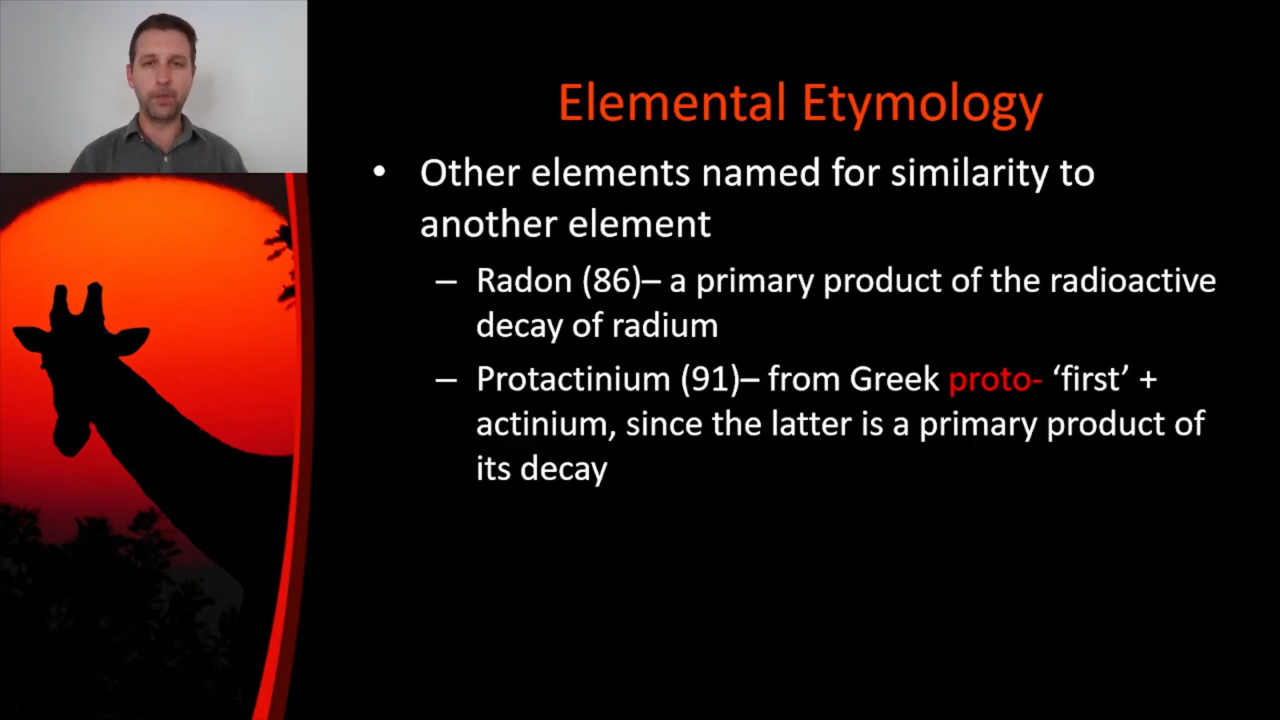 Elemental Etymology
• Other elements named for similarity to
another element
– Radon (86)– a primary product of the radioactive
decay of radium
– Protactinium (91)– from Greek proto- ‘first’ +
actinium, since the latter is a primary product of
its decay